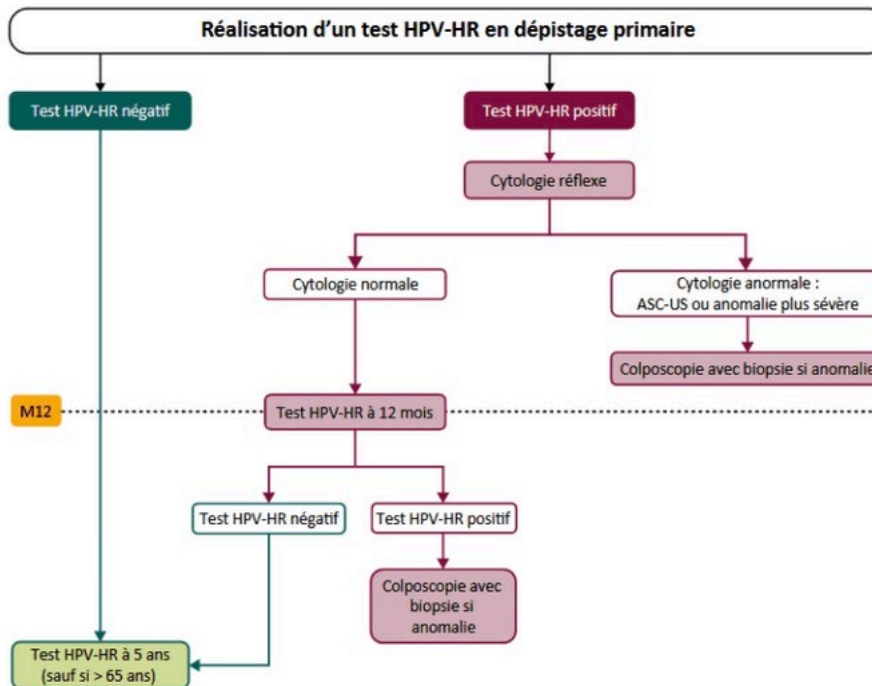 Réalisation d'un test HPV-HR en dépistage primaire
Test HPV-HR négatif
Test HPV-HR positif
Cytologie réflexe
Cytologie normale
Cytologie anormale :
ASC-US ou anomalie plus sévère
Colposcopie avec biopsie si anomalie
M12
Test HPV-HR à 12 mois
Test HPV-HR négatif
Test HPV-HR positif
Colposcopie avec
biopsie si
anomalie
Test HPV-HR à 5 ans
(sauf si > 65 ans)